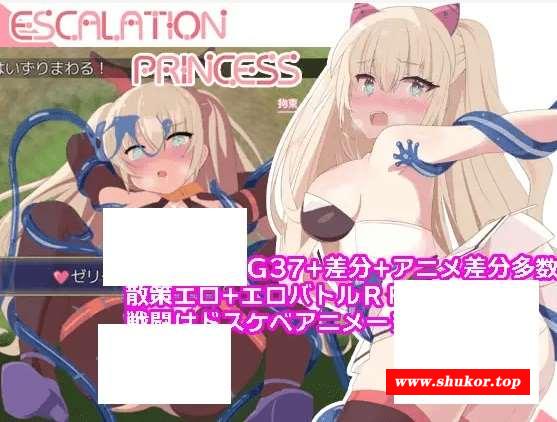 ESCALATION
PRINCESS
はいずりまわる！
拘束
G37+差分+アニメ差分多数
ゼリ
散策エロ+エロバトルRP
戦闘はドスケベアニメー
www.shukor.top